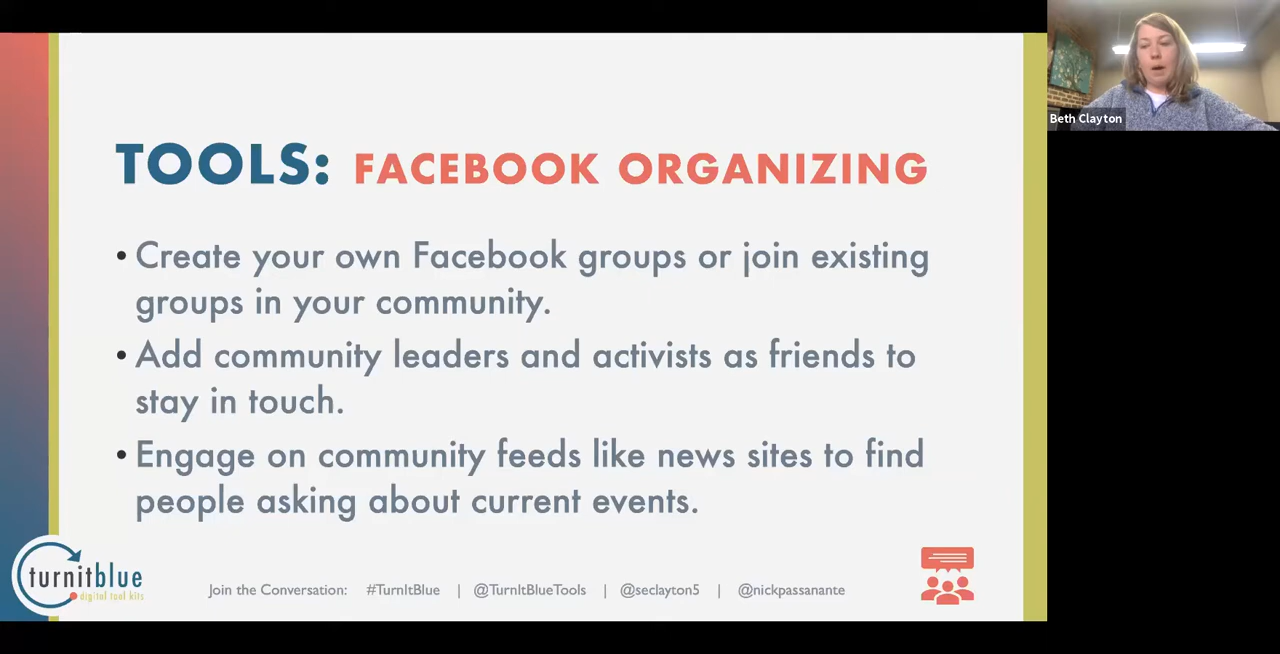 TOOLS: FACEBOOK ORGANIZING
• Create your own Facebook groups or join existing
groups in your community.
• Add community leaders and activists as friends to
stay in touch.
• Engage on community feeds like news sites to find
people asking about current events.
turnitblue
digital tool kits
Join the Conversation: #TurnItBlue | @TurnItBlueTools | @seclayton5 | @nickpassanante
Beth Clayton